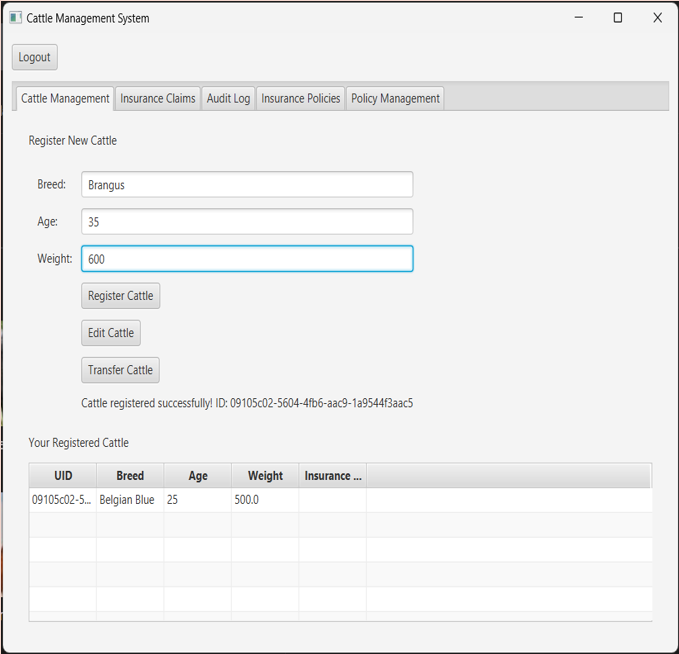 Cattle Management System
Logout
Cattle Management Insurance Claims Audit Log Insurance Policies Policy Management
Register New Cattle
Breed: Brangus
Age: 35
Weight: 600
Register Cattle
Edit Cattle
Transfer Cattle
Cattle registered successfully! ID: 09105c02-5604-4fb6-aac9-1a9544f3aac5
Your Registered Cattle
UID Breed Age Weight Insurance ...
09105c02-5... Belgian Blue 25 500.0